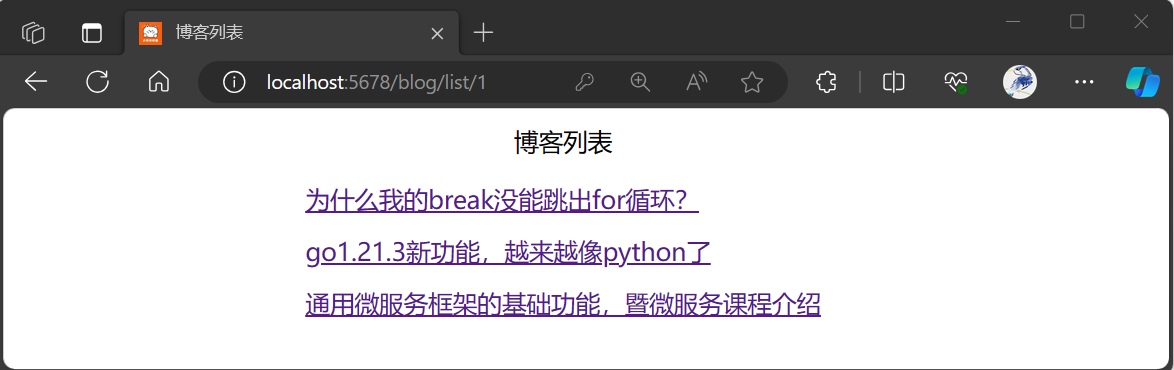 博客列表
localhost:5678/blog/list/1
博客列表
为什么我的break没能跳出for循环？
go1.21.3新功能，越来越像python了
通用微服务框架的基础功能，暨微服务课程介绍